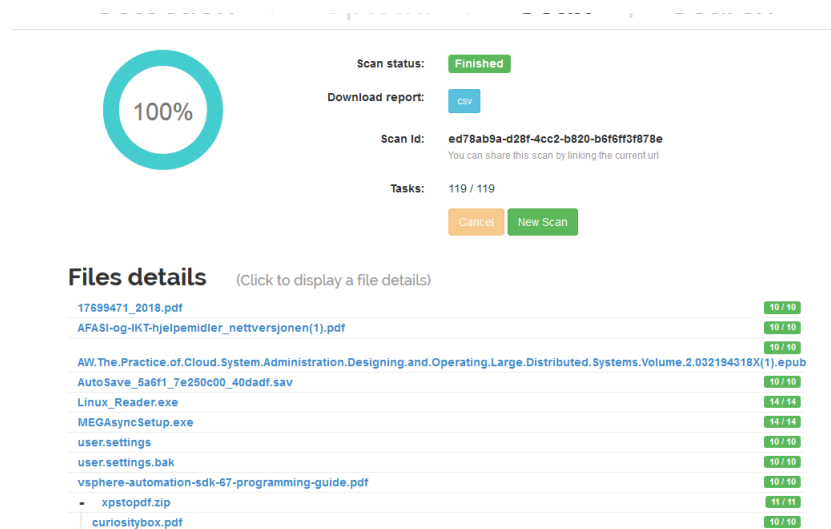 100%
Scan status: Finished
Download report: csv
Scan Id: ed78ab9a-d28f-4cc2-b820-b6f6ff3f878e
You can share this scan by linking the current url
Tasks: 119 / 119
Cancel New Scan
Files details (Click to display a file details)
17699471_2018.pdf 10 / 10
AFASI-og-IKT-hjelpemidler_nettversjonen(1).pdf 10 / 10
10 / 10
AW.The.Practice.of.Cloud.System.Administration.Designing.and.Operating.Large.Distributed.Systems.Volume.2.032194318X(1).epub
AutoSave_5a6f1_7e250c00_40dadf.sav 10 / 10
Linux_Reader.exe 14 / 14
MEGAsyncSetup.exe 14 / 14
user.settings 10 / 10
user.settings.bak 10 / 10
vsphere-automation-sdk-67-programming-guide.pdf 10 / 10
- xpstopdf.zip 11 / 11
curiositybox.pdf 10 / 10